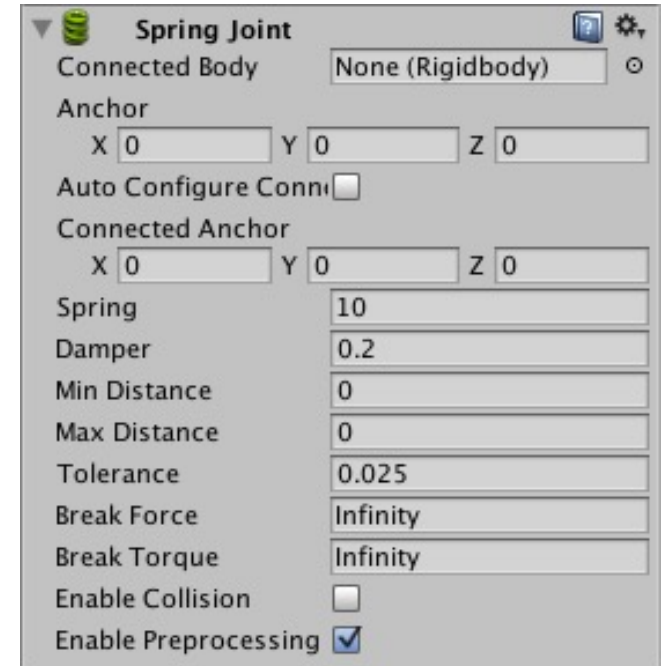 Spring Joint
Connected Body None (Rigidbody)
Anchor
X 0 Y 0 Z 0
Auto Configure Conn
Connected Anchor
X 0 Y 0 Z 0
Spring 10
Damper 0.2
Min Distance 0
Max Distance 0
Tolerance 0.025
Break Force Infinity
Break Torque Infinity
Enable Collision
Enable Preprocessing